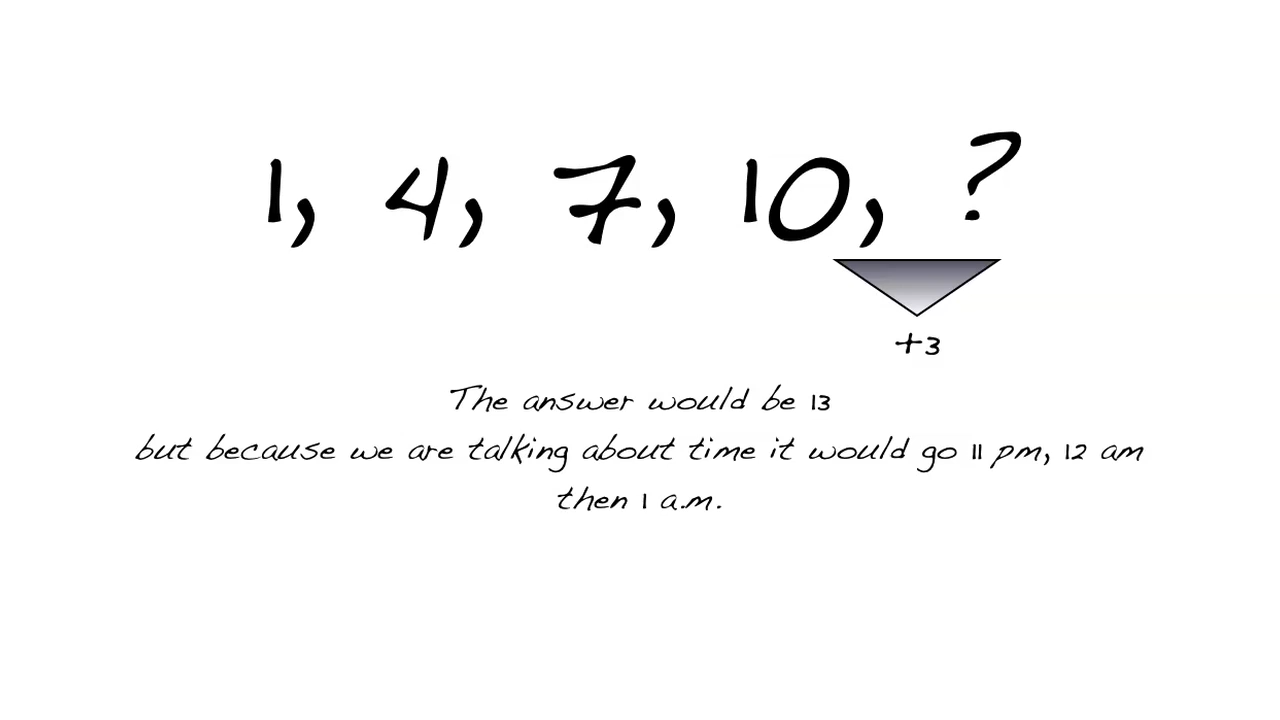 1, 4, 7, 10, ?
+3
The answer would be 13
but because we are talking about time it would go 11 pm, 12 am
then 1 a.m.